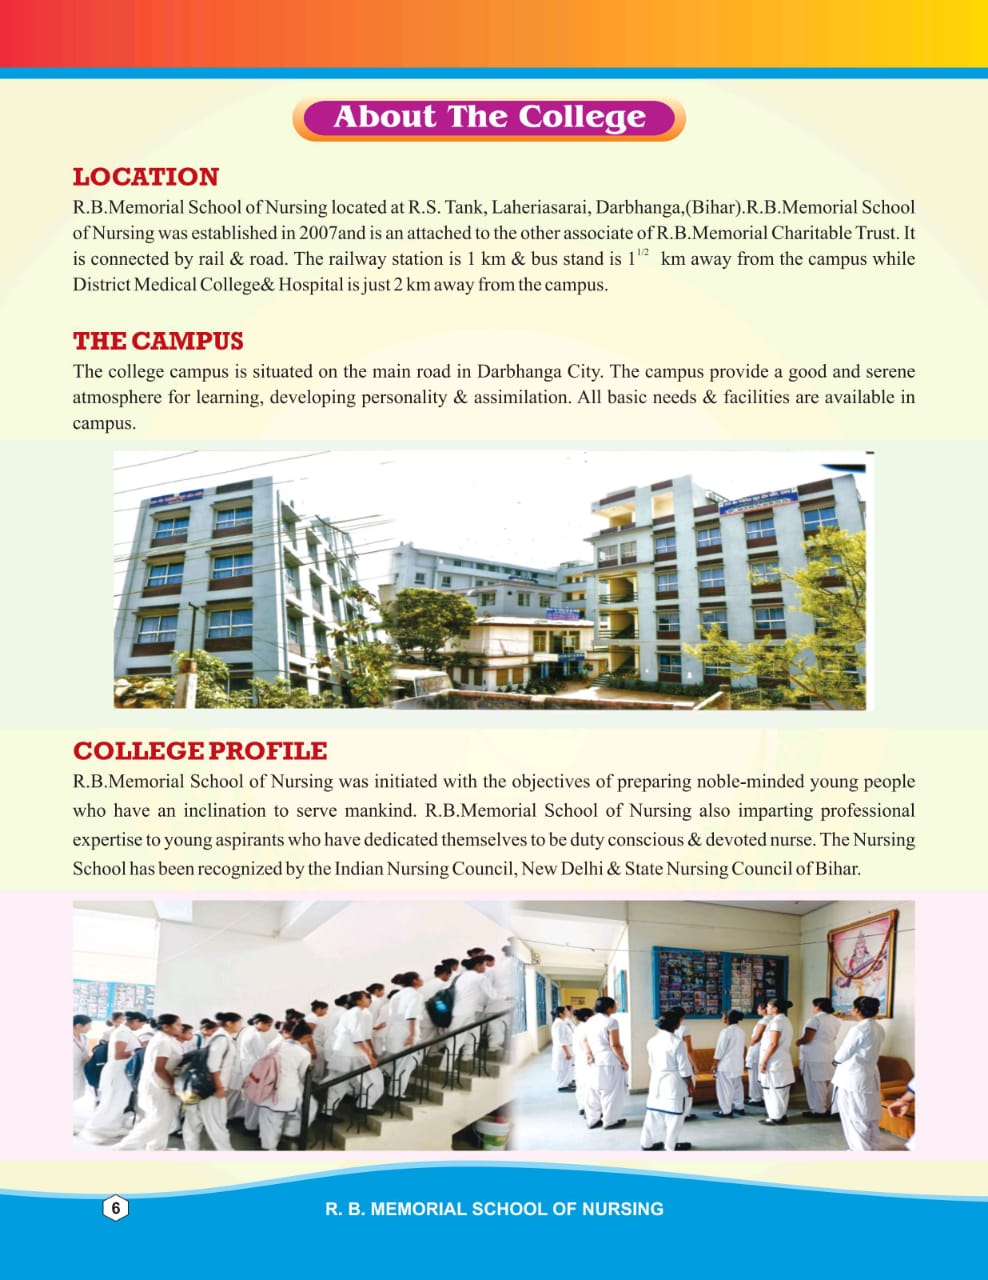 About The College
LOCATION
R.B.Memorial School of Nursing located at R.S. Tank, Laheriasarai, Darbhanga,(Bihar).R.B.Memorial School
of Nursing was established in 2007and is an attached to the other associate of R.B.Memorial Charitable Trust. It
is connected by rail & road. The railway station is 1 km & bus stand is 1 1/2 km away from the campus while
District Medical College& Hospital is just 2 km away from the campus.
THE CAMPUS
The college campus is situated on the main road in Darbhanga City. The campus provide a good and serene
atmosphere for learning, developing personality & assimilation. All basic needs & facilities are available in
campus.
COLLEGE PROFILE
R.B.Memorial School of Nursing was initiated with the objectives of preparing noble-minded young people
who have an inclination to serve mankind. R.B.Memorial School of Nursing also imparting professional
expertise to young aspirants who have dedicated themselves to be duty conscious & devoted nurse. The Nursing
School has been recognized by the Indian Nursing Council, New Delhi & State Nursing Council of Bihar.
6
R. B. MEMORIAL SCHOOL OF NURSING